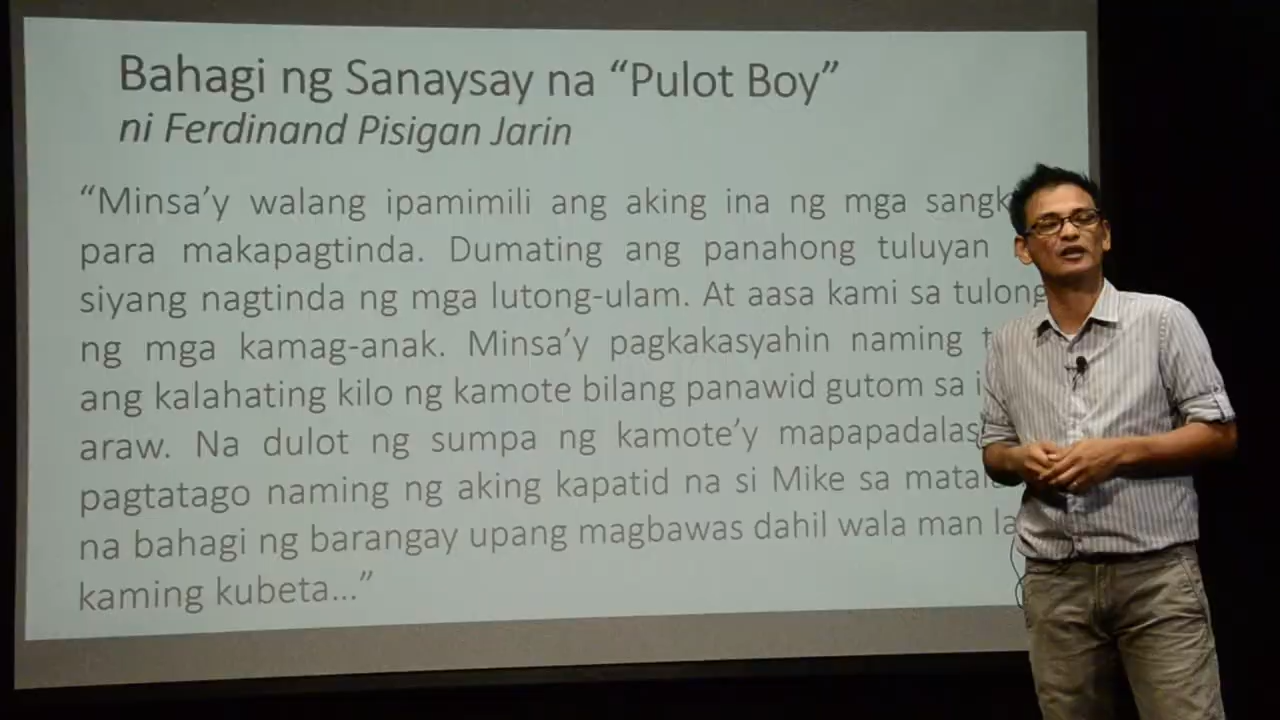 Bahagi ng Sanaysay na “Pulot Boy”
ni Ferdinand Pisigan Jarin
“Minsa’y walang ipamimili ang aking ina ng mga
para makapagtinda. Dumating ang panahong tuluyan
siyang nagtinda ng mga lutong-ulam. At aasa kami sa tulong
ng mga kamag-anak. Minsa’y pagkakasyahin naming
ang kalahating kilo ng kamote bilang panawid gutom sa
araw. Na dulot ng sumpa ng kamote’y
pagtatago naming ng aking kapatid na si Mike sa
na bahagi ng barangay upang magbawas dahil wala man
kaming kubeta...”